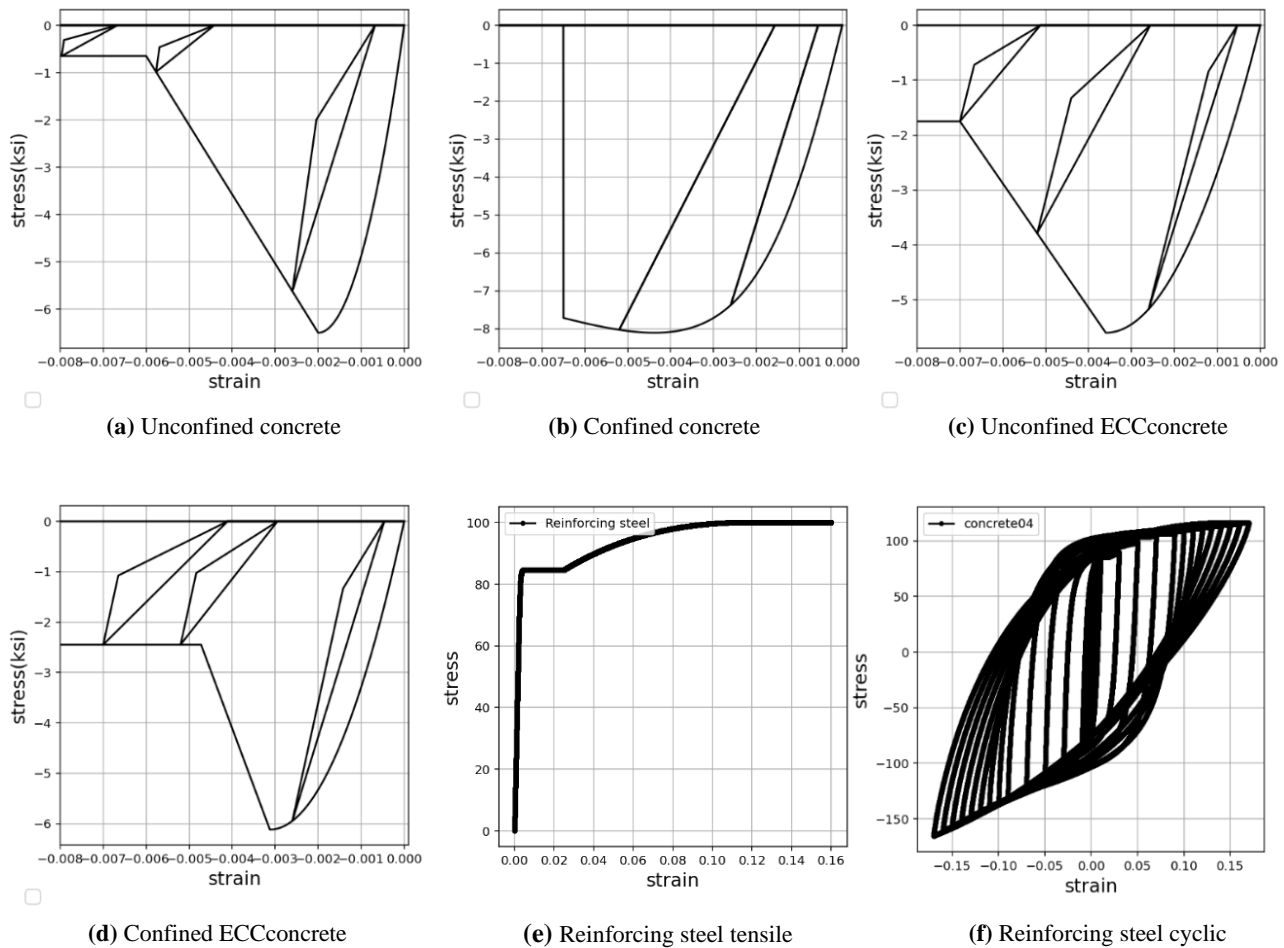 0
0
0
−1
−1
−1
−2
−2
−2
−3
−3
−3
−4
−4
−4
−5
−5
−5
−6
−6
−7
−8
stress(ksi)
stress(ksi)
stress(ksi)
−0.008−0.007−0.006−0.005−0.004−0.003−0.002−0.001 0.000
−0.008−0.007−0.006−0.005−0.004−0.003−0.002−0.001 0.000
−0.008−0.007−0.006−0.005−0.004−0.003−0.002−0.001 0.000
strain
strain
strain
(a) Unconfined concrete
(b) Confined concrete
(c) Unconfined ECCconcrete
0
−1
−2
−3
−4
−5
−6
stress(ksi)
−0.008−0.007−0.006−0.005−0.004−0.003−0.002−0.001 0.000
strain
Reinforcing steel
100
80
60
40
20
0
stress
0.00 0.02 0.04 0.06 0.08 0.10 0.12 0.14 0.16
strain
concrete04
100
50
0
−50
−100
−150
stress
−0.15 −0.10 −0.05 0.00 0.05 0.10 0.15
strain
(d) Confined ECCconcrete
(e) Reinforcing steel tensile
(f) Reinforcing steel cyclic